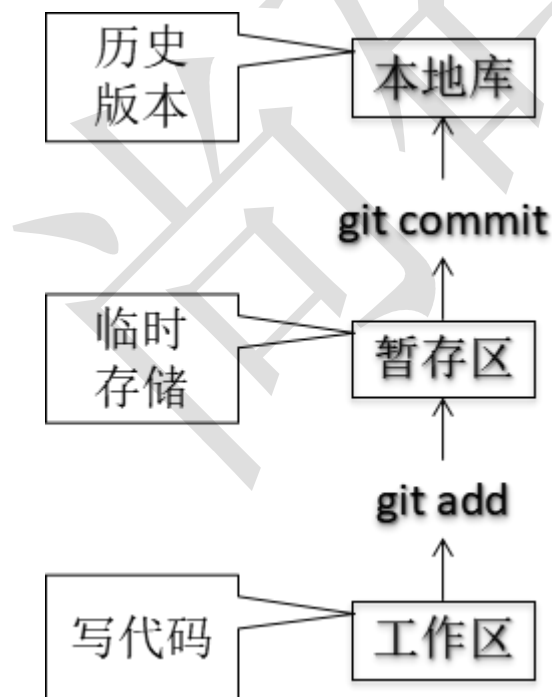 历史
版本
本地库
git commit
临时
存储
暂存区
git add
写代码
工作区